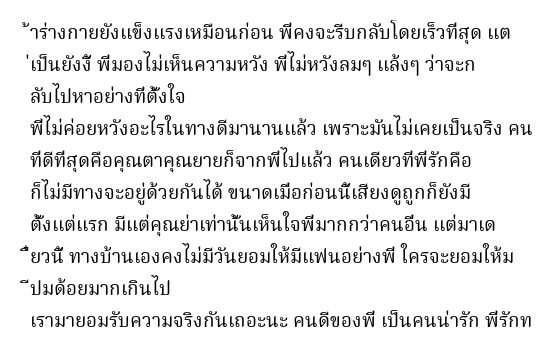 ้าร่างกายยังแข็งแรงเหมือนก่อน พี่คงจะรีบกลับโดยเร็วที่สุด แต
่เป็นยังงี้ พี่มองไม่เห็นความหวัง พี่ไม่หวังลมๆ แล้งๆ ว่าจะก
ลับไปหาอย่างที่ตั้งใจ
พี่ไม่ค่อยหวังอะไรในทางดีมานานแล้ว เพราะมันไม่เคยเป็นจริง คน
ที่ดีที่สุดคือคุณตาคุณยายก็จากพี่ไปแล้ว คนเดียวที่พี่รักคือ
ก็ไม่มีทางจะอยู่ด้วยกันได้ ขนาดเมื่อก่อนนี้เสียงดูถูกก็ยังมี
ตั้งแต่แรก มีแต่คุณย่าเท่านั้นเห็นใจพี่มากกว่าคนอื่น แต่มาเด
ี๋ยวนี้ ทางบ้านเองคงไม่มีวันยอมให้มีแฟนอย่างพี่ ใครจะยอมให้ม
ีปมด้อยมากเกินไป
เรามายอมรับความจริงกันเถอะนะ คนดีของพี่ เป็นคนน่ารัก พี่รักท